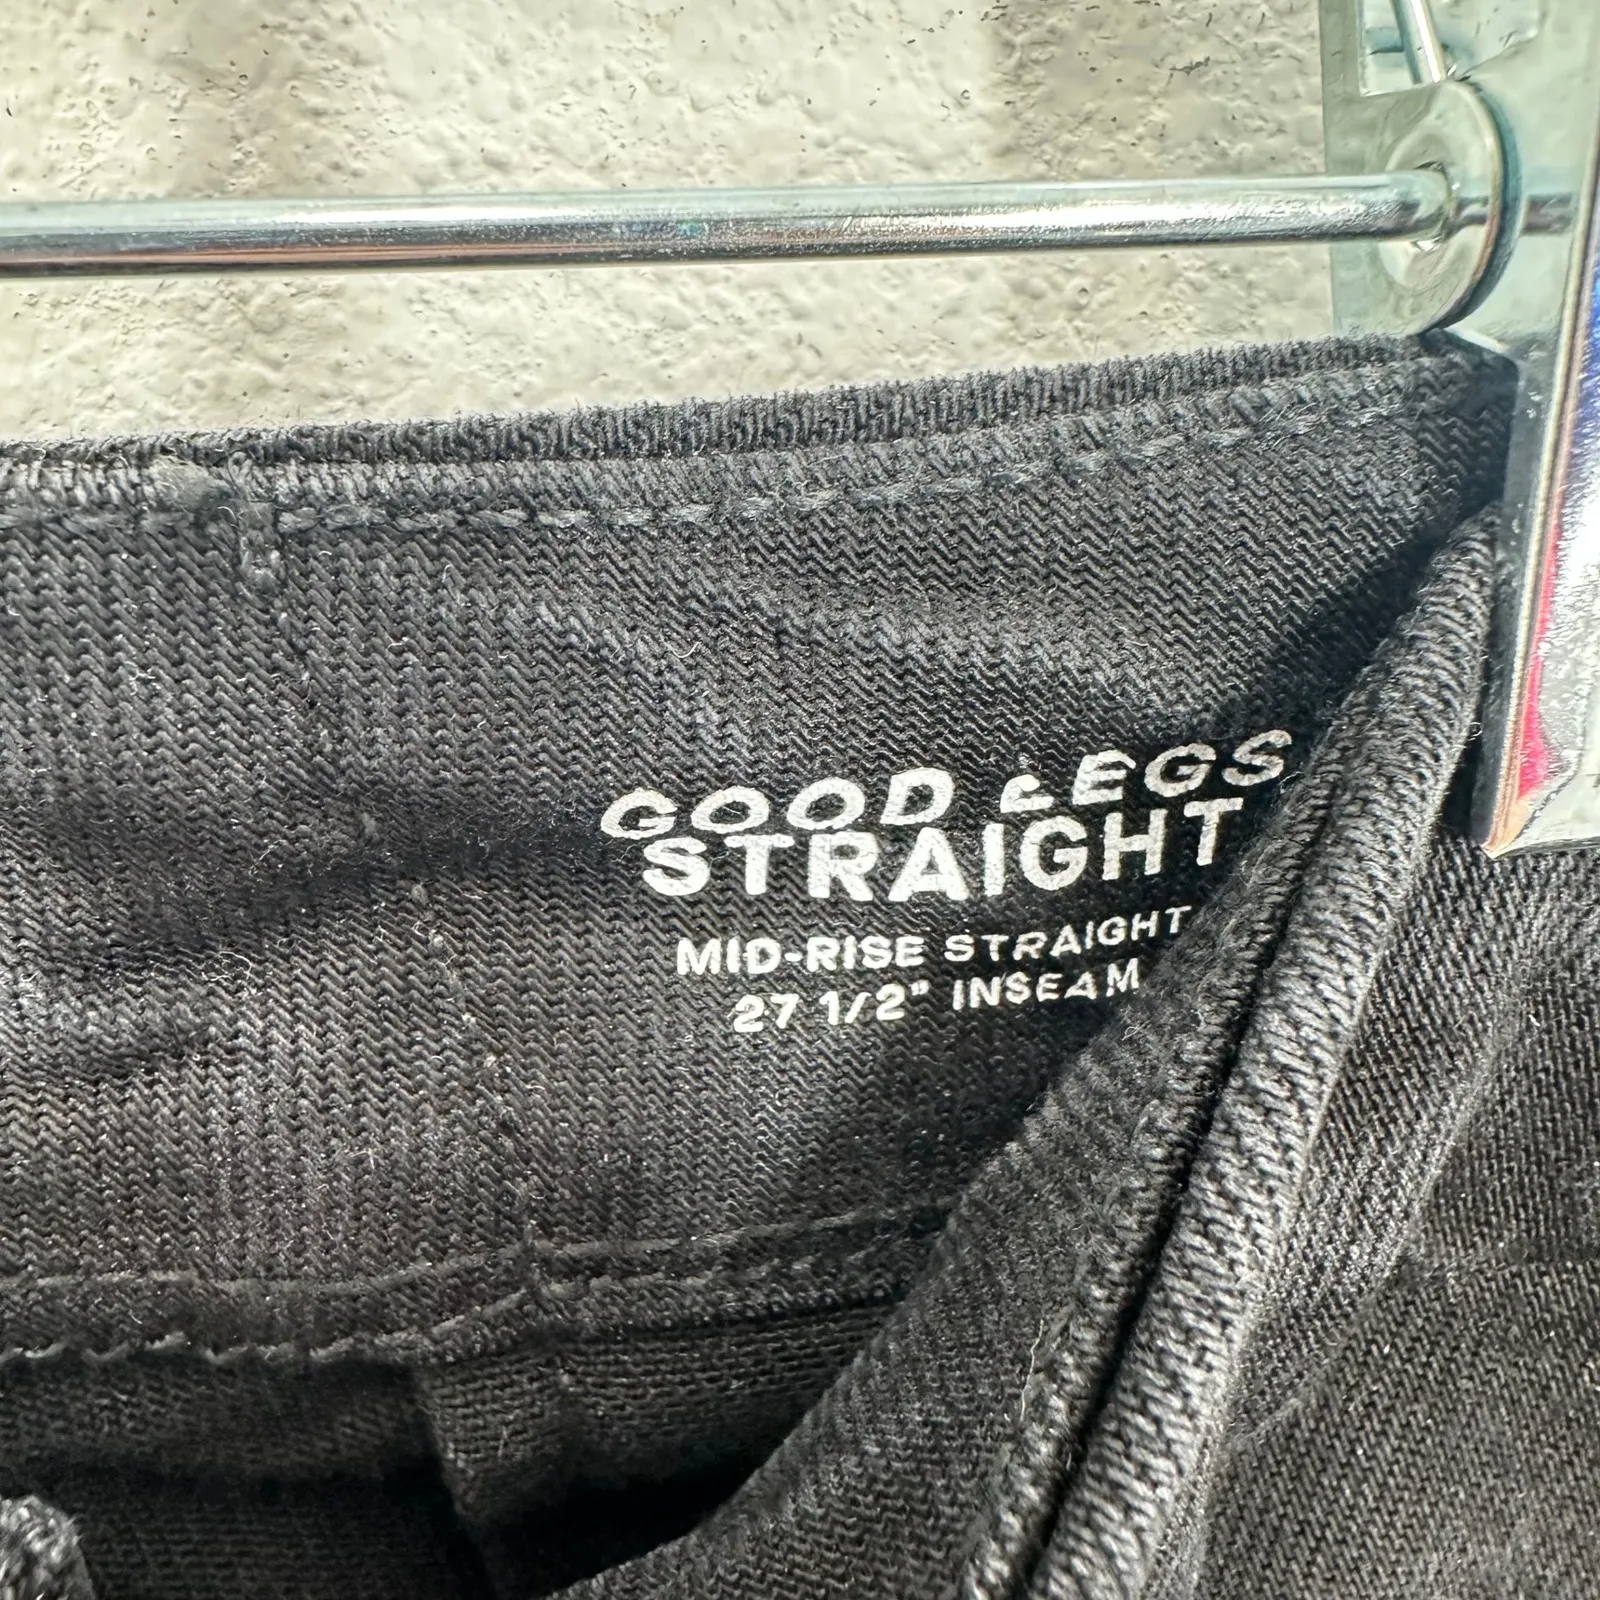 GOOD LEGS
STRAIGHT
MID-RISE STRAIGHT
27 1/2" INSEAM